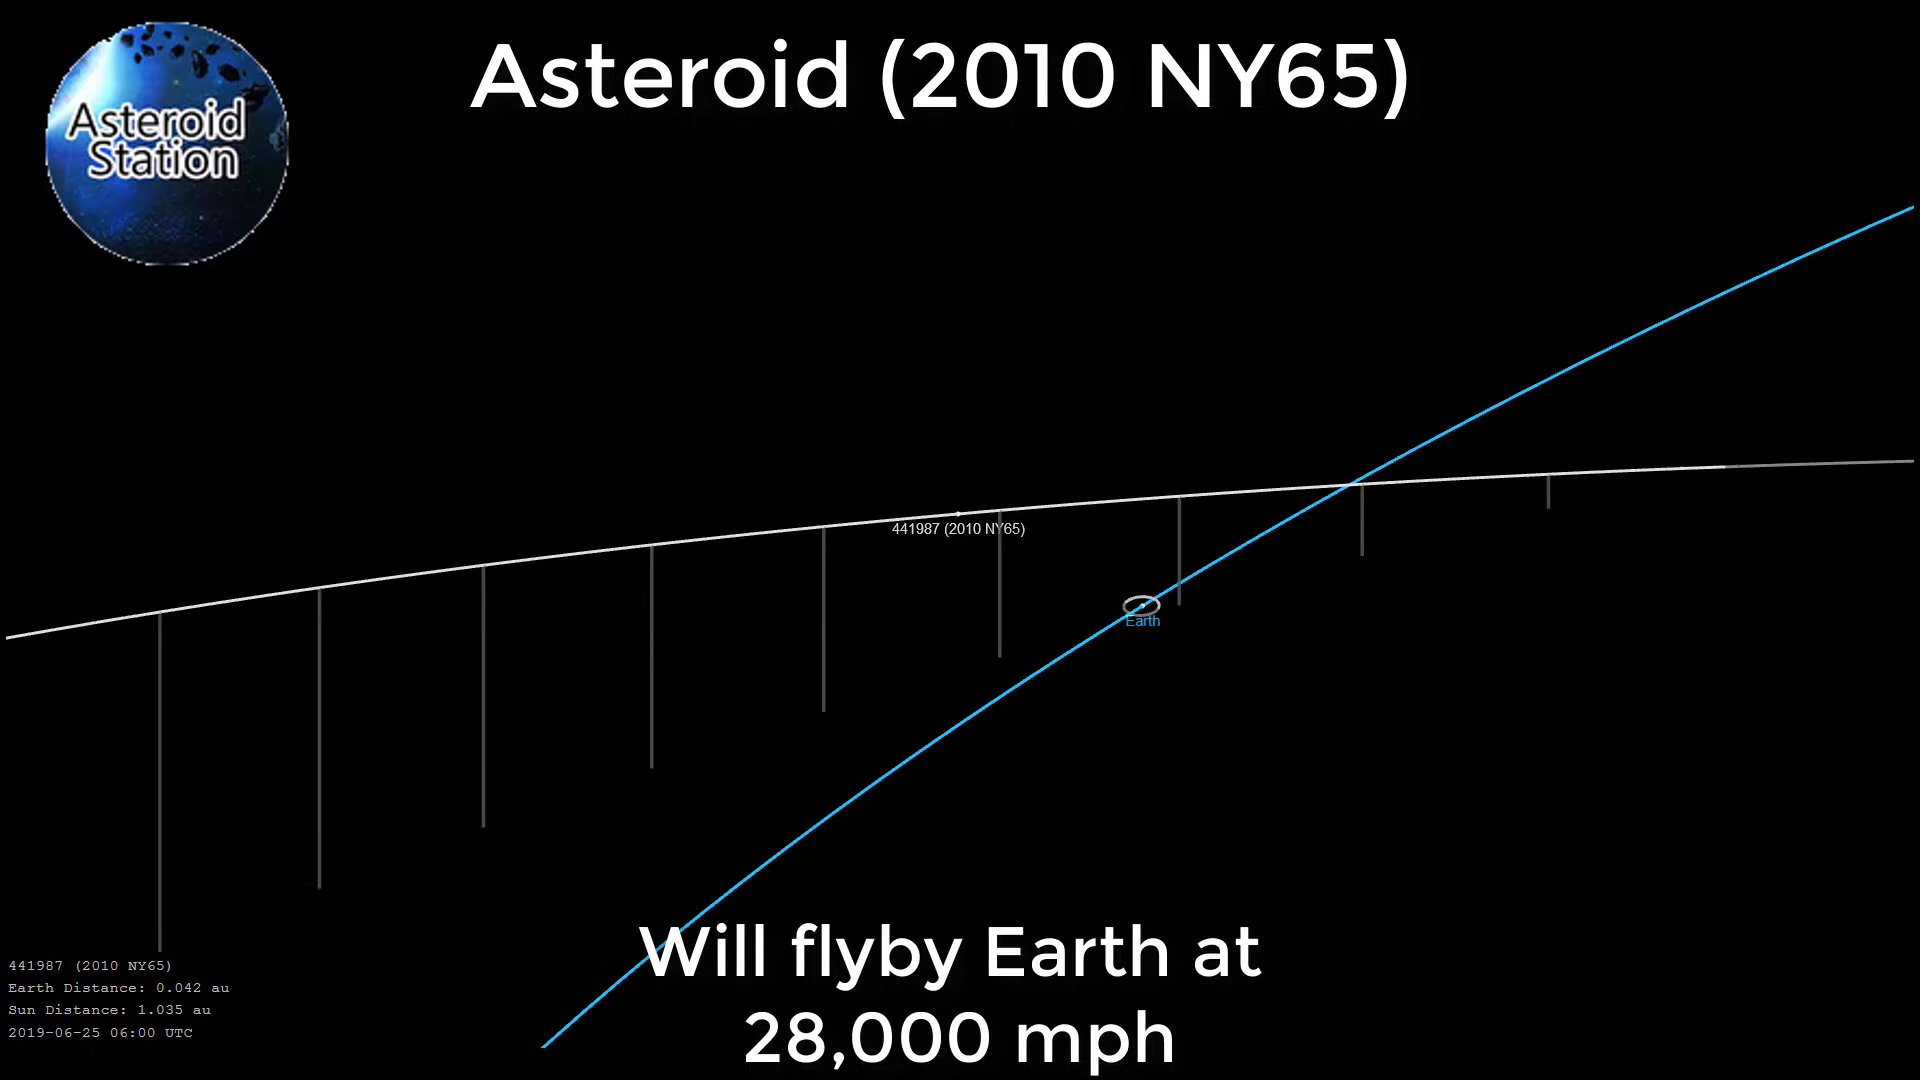 Asteroid (2010 NY65)
Asteroid
Station
441987 (2010 NY65)
Earth
Will flyby Earth at
28,000 mph
441987 (2010 NY65)
Earth Distance: 0.042 au
Sun Distance: 1.035 au
2019-06-25 06:00 UTC